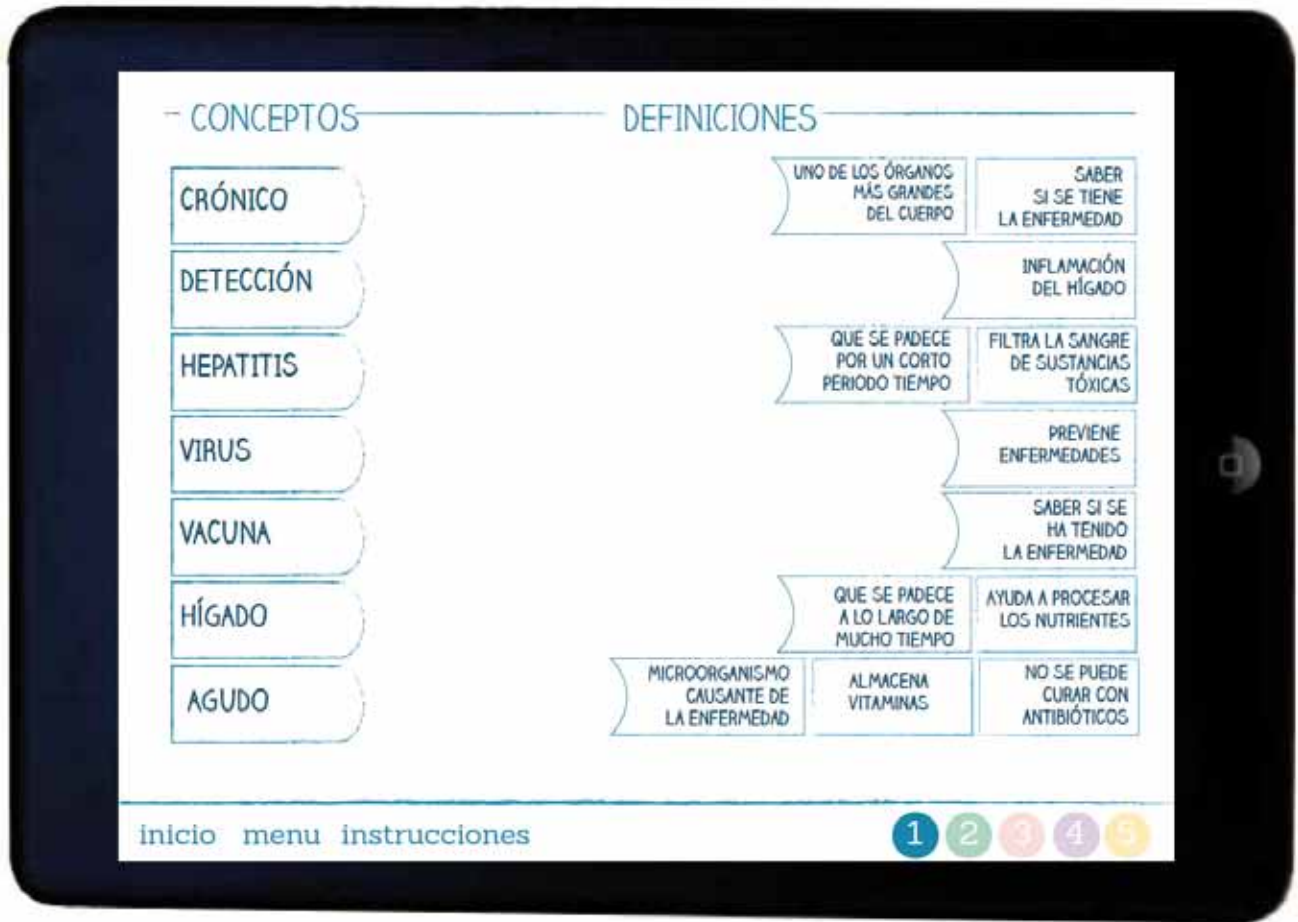 CONCEPTOS
DEFINICIONES
CRÓNICO
UNO DE LOS ÓRGANOS
MÁS GRANDES
DEL CUERPO
SABER
SI SE TIENE
LA ENFERMEDAD
DETECCIÓN
INFLAMACIÓN
DEL HÍGADO
HEPATITIS
QUE SE PADECE
POR UN CORTO
PERIODO TIEMPO
FILTRA LA SANGRE
DE SUSTANCIAS
TÓXICAS
VIRUS
PREVIENE
ENFERMEDADES
VACUNA
SABER SI SE
HA TENIDO
LA ENFERMEDAD
HÍGADO
QUE SE PADECE
A LO LARGO DE
MUCHO TIEMPO
AYUDA A PROCESAR
LOS NUTRIENTES
AGUDO
MICROORGANISMO
CAUSANTE DE
LA ENFERMEDAD
ALMACENA
VITAMINAS
NO SE PUEDE
CURAR CON
ANTIBIÓTICOS
inicio menu instrucciones
1 2 3 4 5